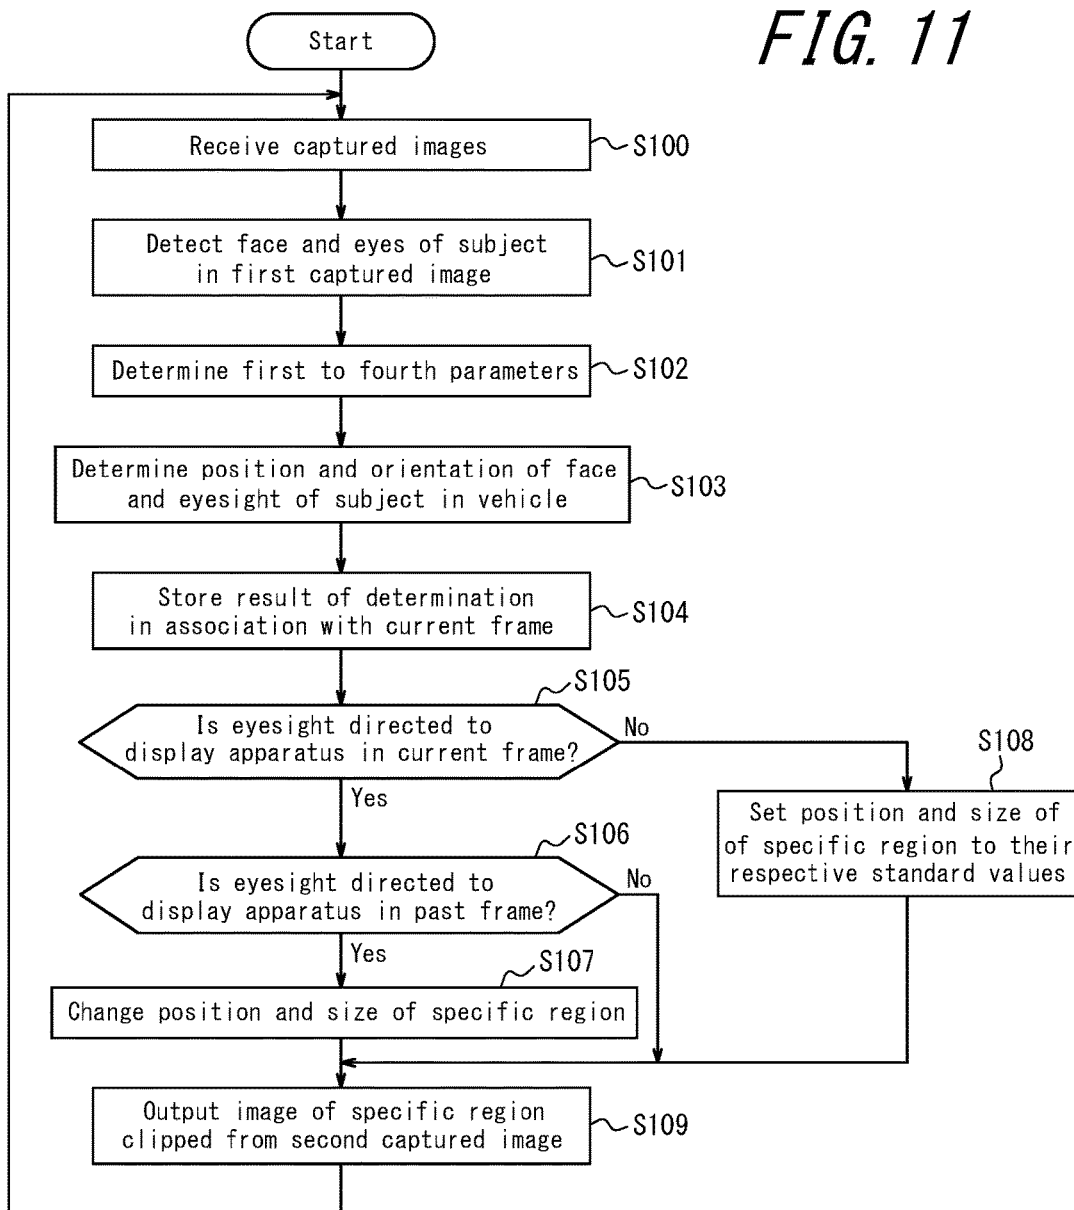 FIG. 11
Start
Receive captured images
S100
Detect face and eyes of subject
in first captured image
S101
Determine first to fourth parameters
S102
Determine position and orientation of face
and eyesight of subject in vehicle
S103
Store result of determination
in association with current frame
S104
S105
Is eyesight directed to
display apparatus in current frame?
No
Yes
S108
Set position and size of
of specific region to their
respective standard values
S106
Is eyesight directed to
display apparatus in past frame?
No
Yes
S107
Change position and size of specific region
Output image of specific region
clipped from second captured image
S109